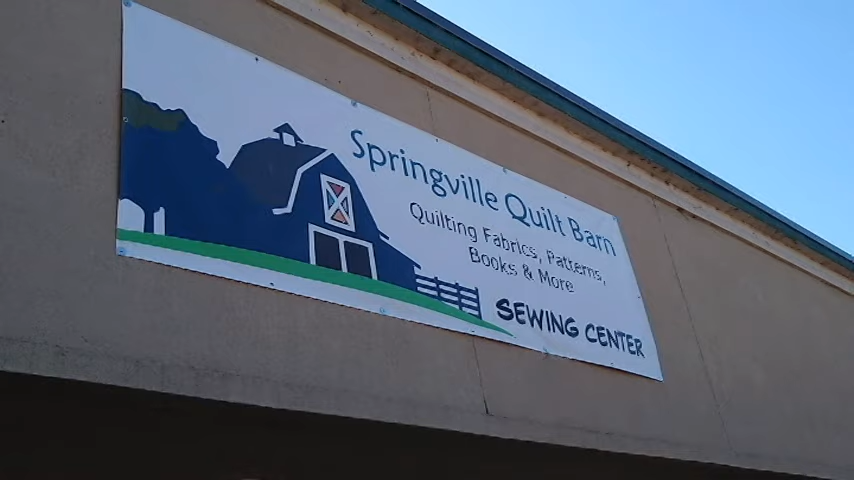 Springville Quilt Barn
Quilting Fabrics, Patterns,
Books & More
SEWING CENTER